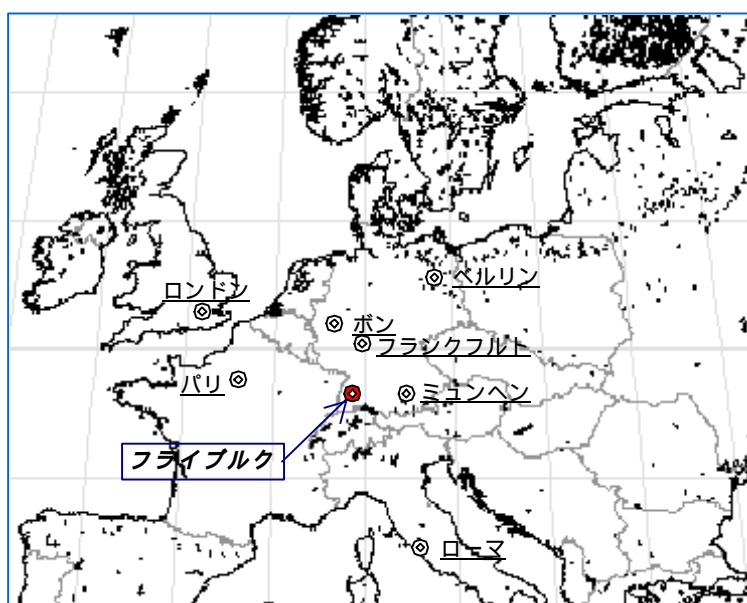 ベルリン
ロンドン
ボン
フランクフルト
パリ
ミュンヘン
フライブルク
ローマ